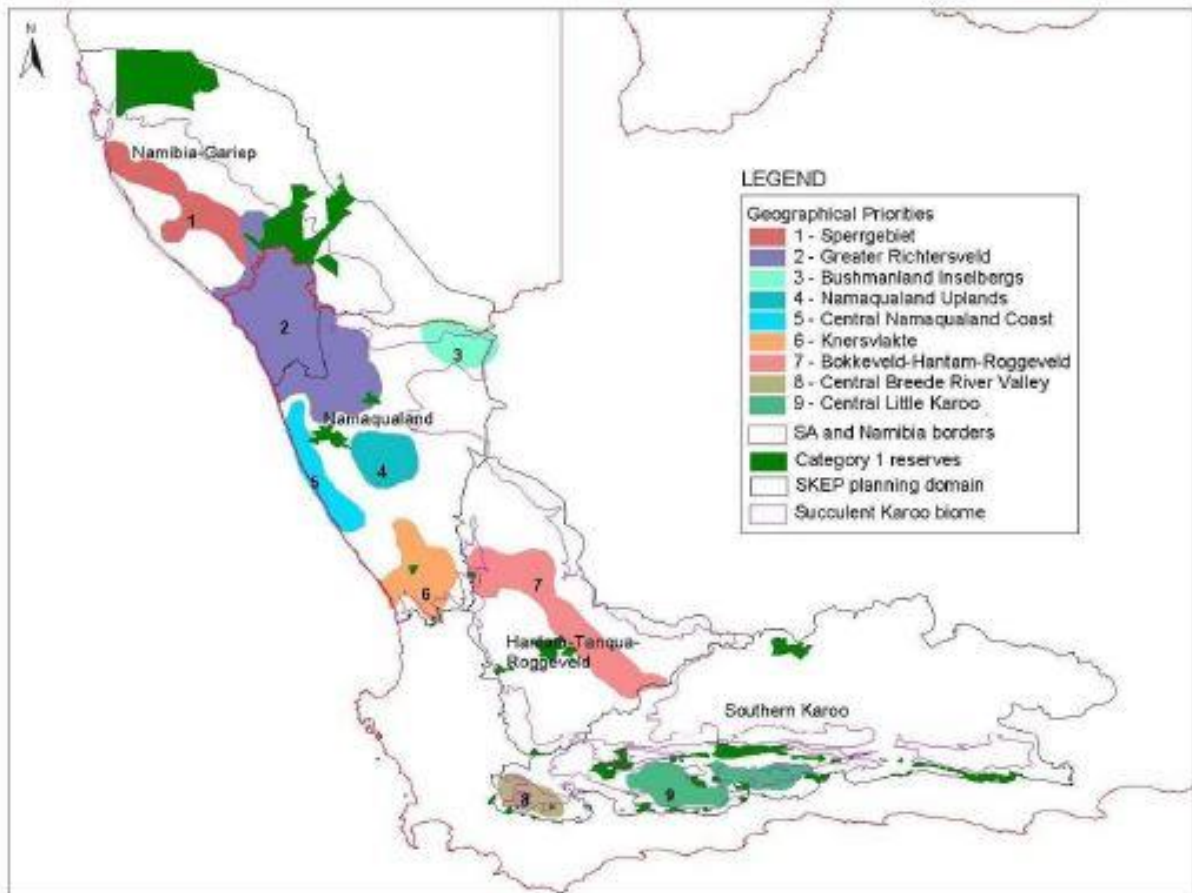 N
Namibia-Gariep
1
2
3
Namaqualand
4
5
6
7
Hantam-Tanqua-
Roggeveld
Southern Karoo
8
9
LEGEND
Geographical Priorities
1 - Sperrgebiet
2 - Greater Richtersveld
3 - Bushmanland Inselbergs
4 - Namaqualand Uplands
5 - Central Namaqualand Coast
6 - Knersvlakte
7 - Bokkeveld-Hantam-Roggeveld
8 - Central Breede River Valley
9 - Central Little Karoo
SA and Namibia borders
Category 1 reserves
SKEP planning domain
Succulent Karoo biome